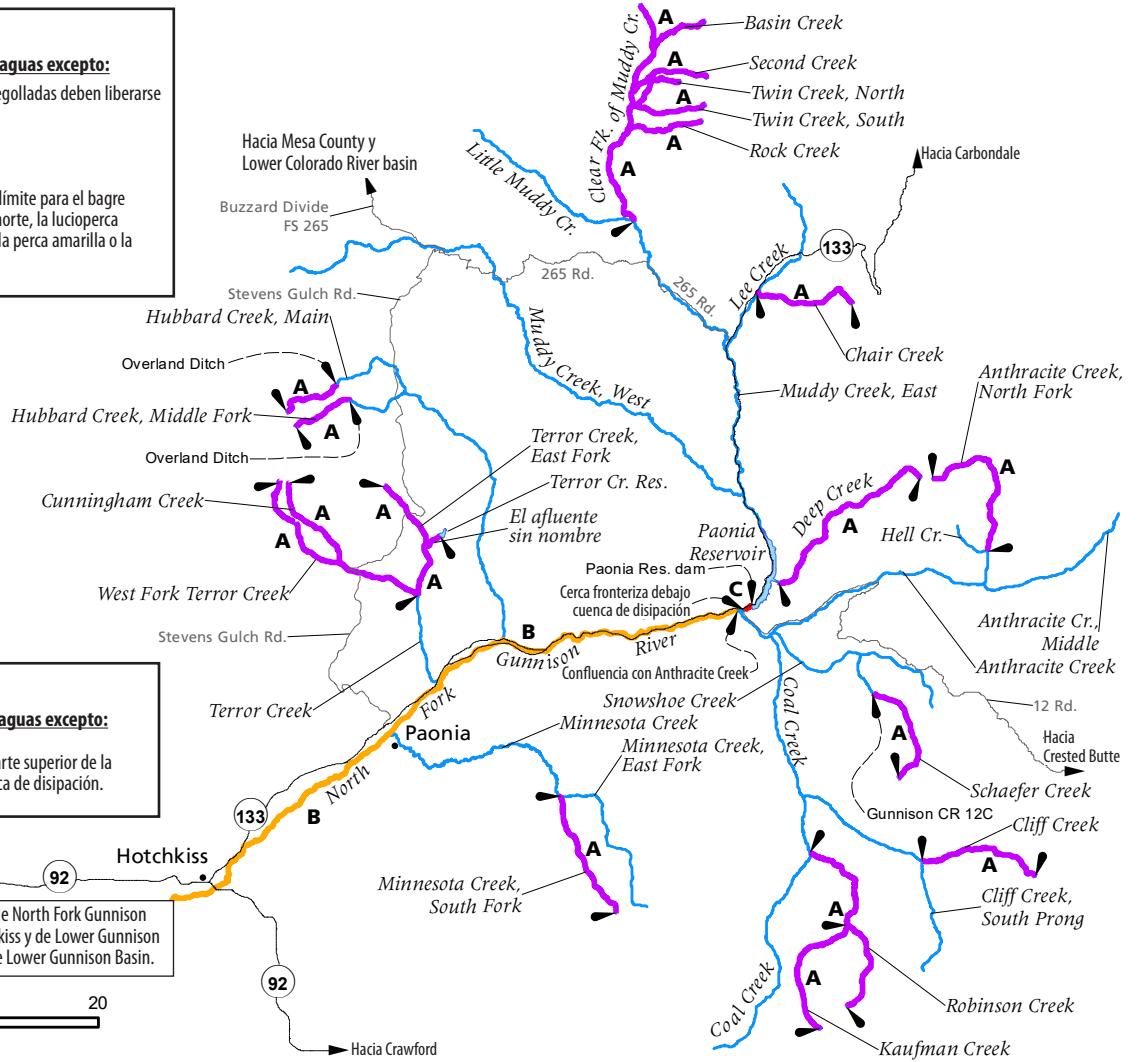 aguas excepto:
egolladas deben liberarse
límite para el bagre
norte, la lucioperca
la perca amarilla o la
Hacia Mesa County y
Lower Colorado River basin
Buzzard Divide
FS 265
Stevens Gulch Rd.
Hubbard Creek, Main
Overland Ditch
Hubbard Creek, Middle Fork
Overland Ditch
Cunningham Creek
West Fork Terror Creek
Stevens Gulch Rd.
Terror Creek
Terror Creek,
East Fork
Terror Cr. Res.
El afluente
sin nombre
Little Muddy Cr.
Clear Fk. of Muddy Cr.
A
Basin Creek
A
Second Creek
Twin Creek, North
A
Twin Creek, South
A
Rock Creek
A
Hacia Carbondale
133
265 Rd.
265 Rd.
Lee Creek
A
Chair Creek
Muddy Creek, West
Muddy Creek, East
Anthracite Creek,
North Fork
A
A
A
A
A
A
Deep Creek
A
A
Hell Cr.
Paonia
Reservoir
Paonia Res. dam
Cerca fronteriza debajo
cuenca de disipación
C
Confluencia con Anthracite Creek
Anthracite Cr.,
Middle
Anthracite Creek
B
North
Fork
Gunnison
River
Snowshoe Creek
Minnesota Creek
Minnesota Creek,
East Fork
Coal Creek
12 Rd.
Hacia
Crested Butte
A
Schaefer Creek
Gunnison CR 12C
Cliff Creek
A
Cliff Creek,
South Prong
A
A
Robinson Creek
Kaufman Creek
Coal Creek
A
Minnesota Creek,
South Fork
Paonia
B
133
Hotchkiss
92
92
Hacia Crawford
aguas excepto:
arte superior de la
ca de disipación.
e North Fork Gunnison
kiss y de Lower Gunnison
e Lower Gunnison Basin.
20